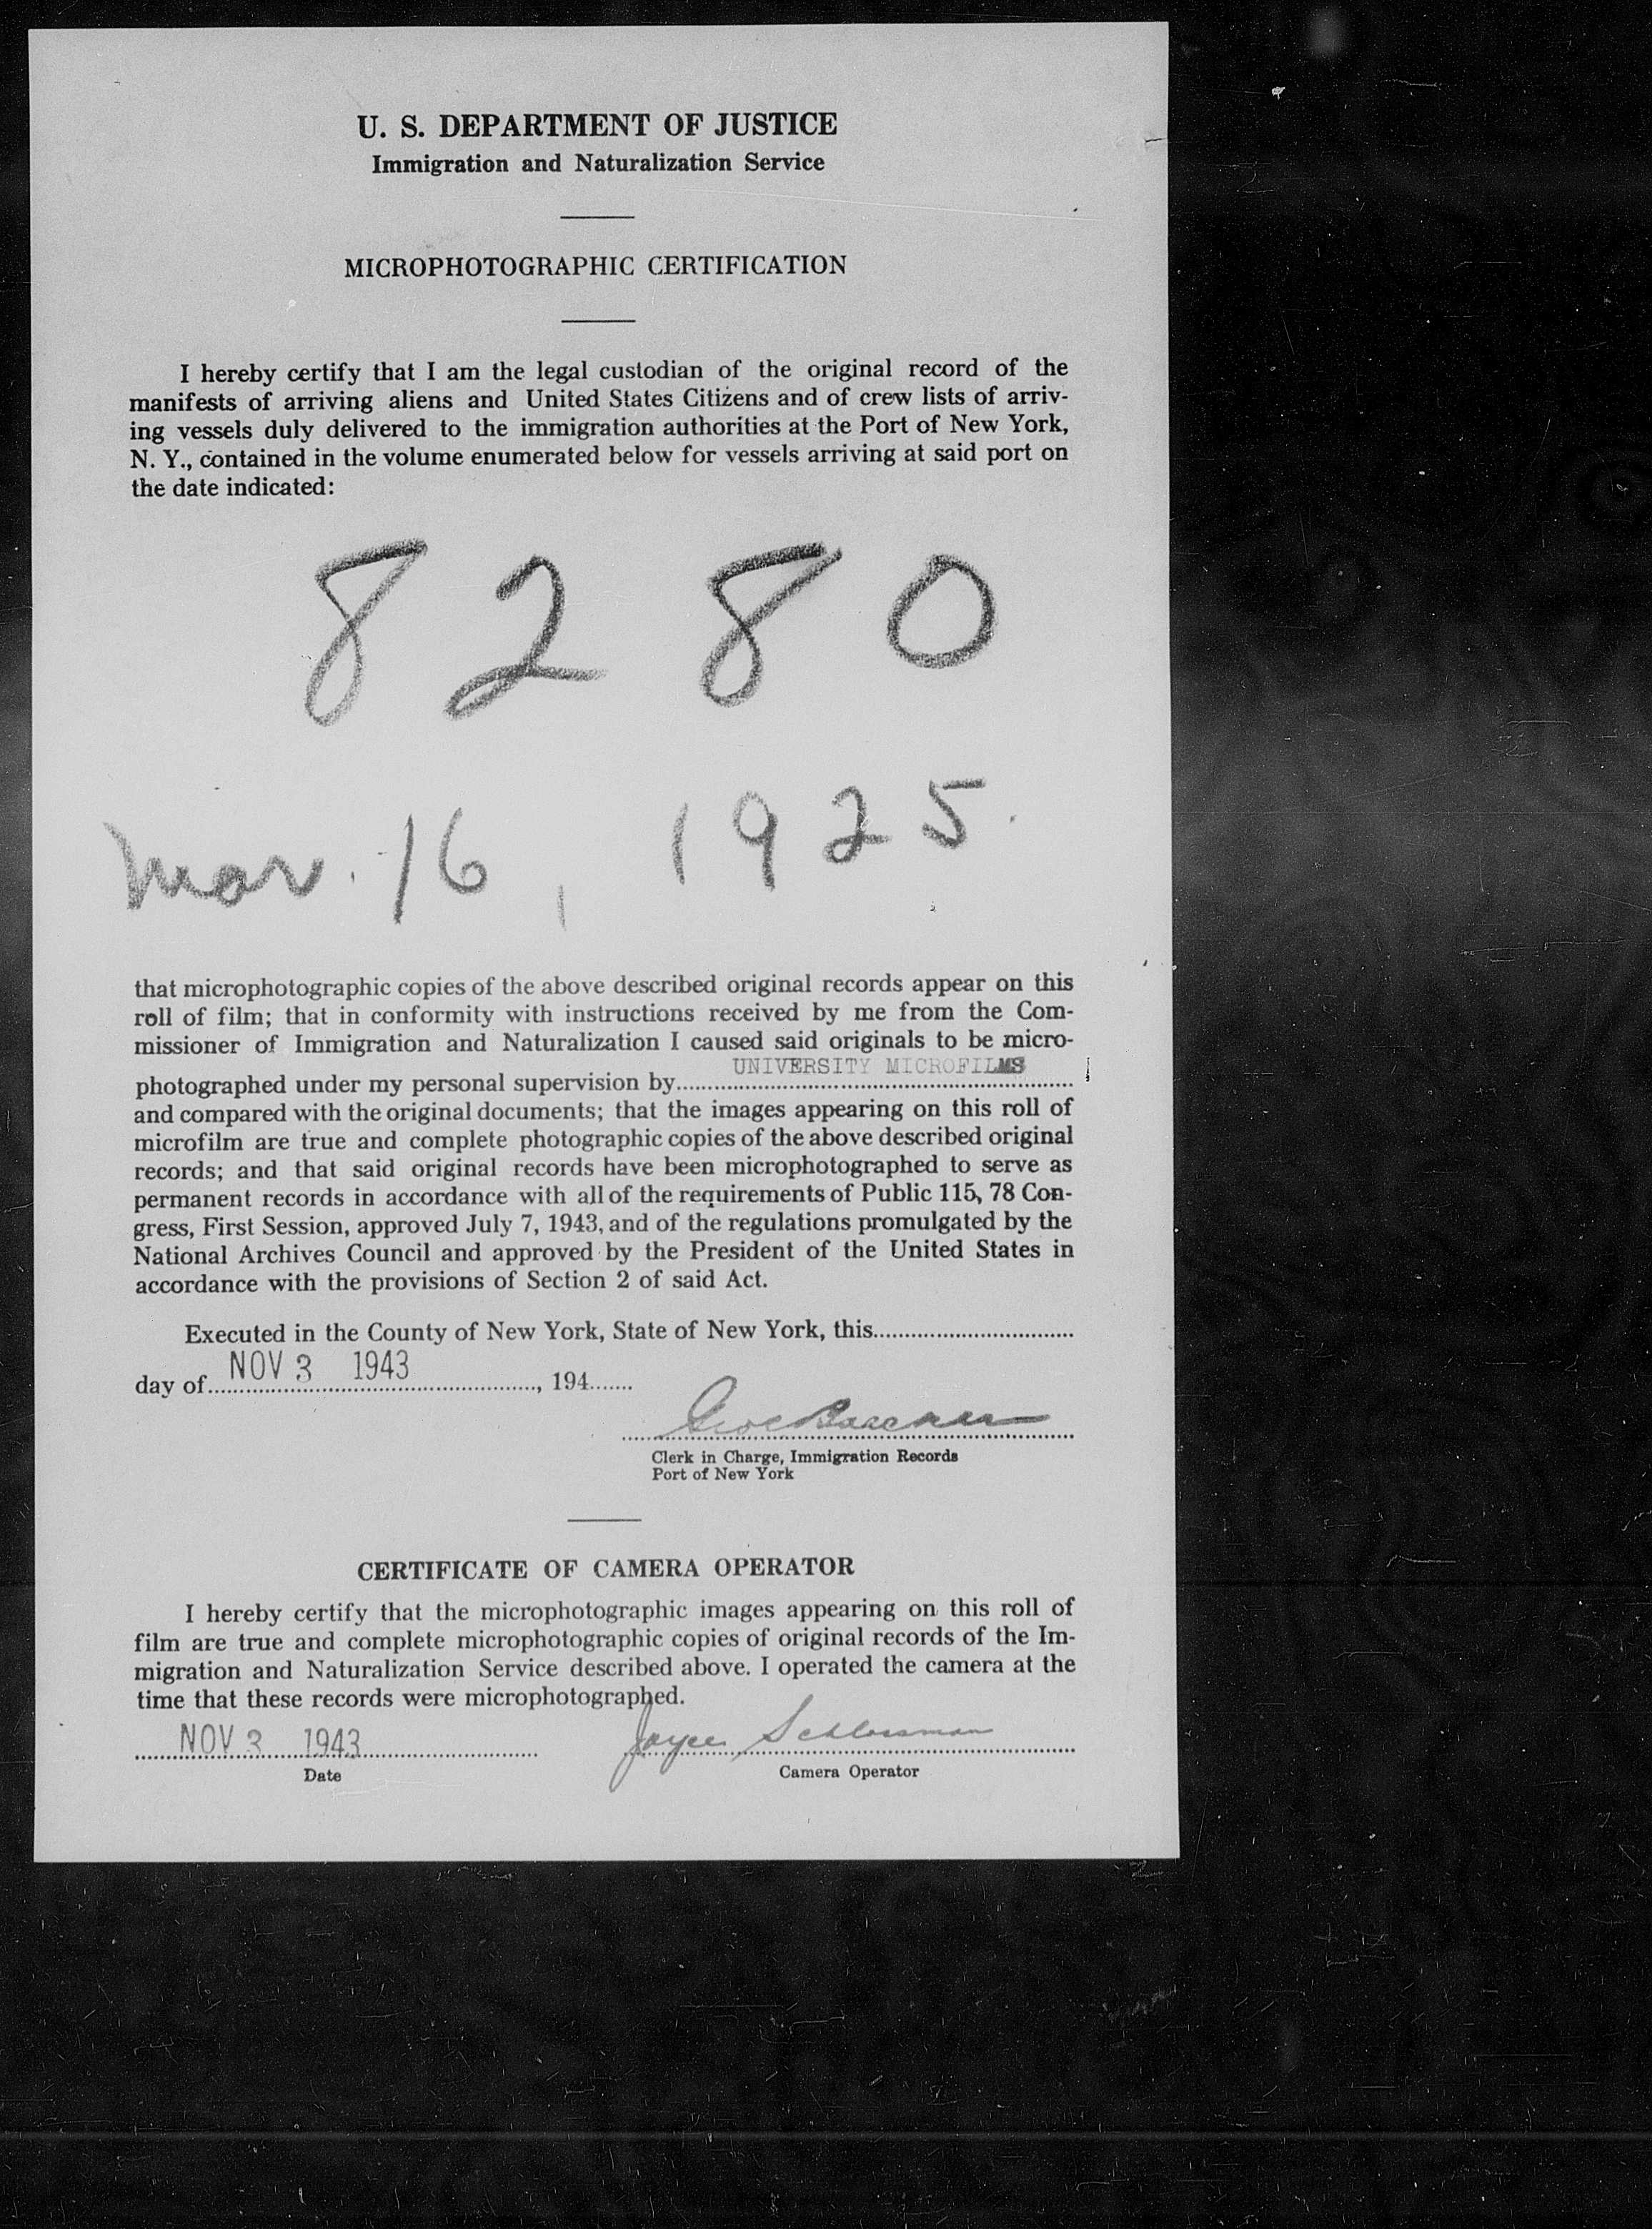 U. S. DEPARTMENT OF JUSTICE
Immigration and Naturalization Service
MICROPHOTOGRAPHIC CERTIFICATION
I hereby certify that I am the legal custodian of the original record of the
manifests of arriving aliens and United States Citizens and of crew lists of arriv-
ing vessels duly delivered to the immigration authorities at the Port of New York,
N. Y., contained in the volume enumerated below for vessels arriving at said port on
the date indicated:
8280
Mar. 16, 1925.
that microphotographic copies of the above described original records appear on this
roll of film; that in conformity with instructions received by me from the Com-
missioner of Immigration and Naturalization I caused said originals to be micro-
photographed under my personal supervision by UNIVERSITY MICROFILMS
and compared with the original documents; that the images appearing on this roll of
microfilm are true and complete photographic copies of the above described original
records; and that said original records have been microphotographed to serve as
permanent records in accordance with all of the requirements of Public 115, 78 Con-
gress, First Session, approved July 7, 1943, and of the regulations promulgated by the
National Archives Council and approved by the President of the United States in
accordance with the provisions of Section 2 of said Act.
Executed in the County of New York, State of New York, this
day of NOV 3 1943, 194
Clerk in Charge, Immigration Records
Port of New York
CERTIFICATE OF CAMERA OPERATOR
I hereby certify that the microphotographic images appearing on this roll of
film are true and complete microphotographic copies of original records of the Im-
migration and Naturalization Service described above. I operated the camera at the
time that these records were microphotographed.
NOV 3 1943 Joyce Schlossman
Date Camera Operator